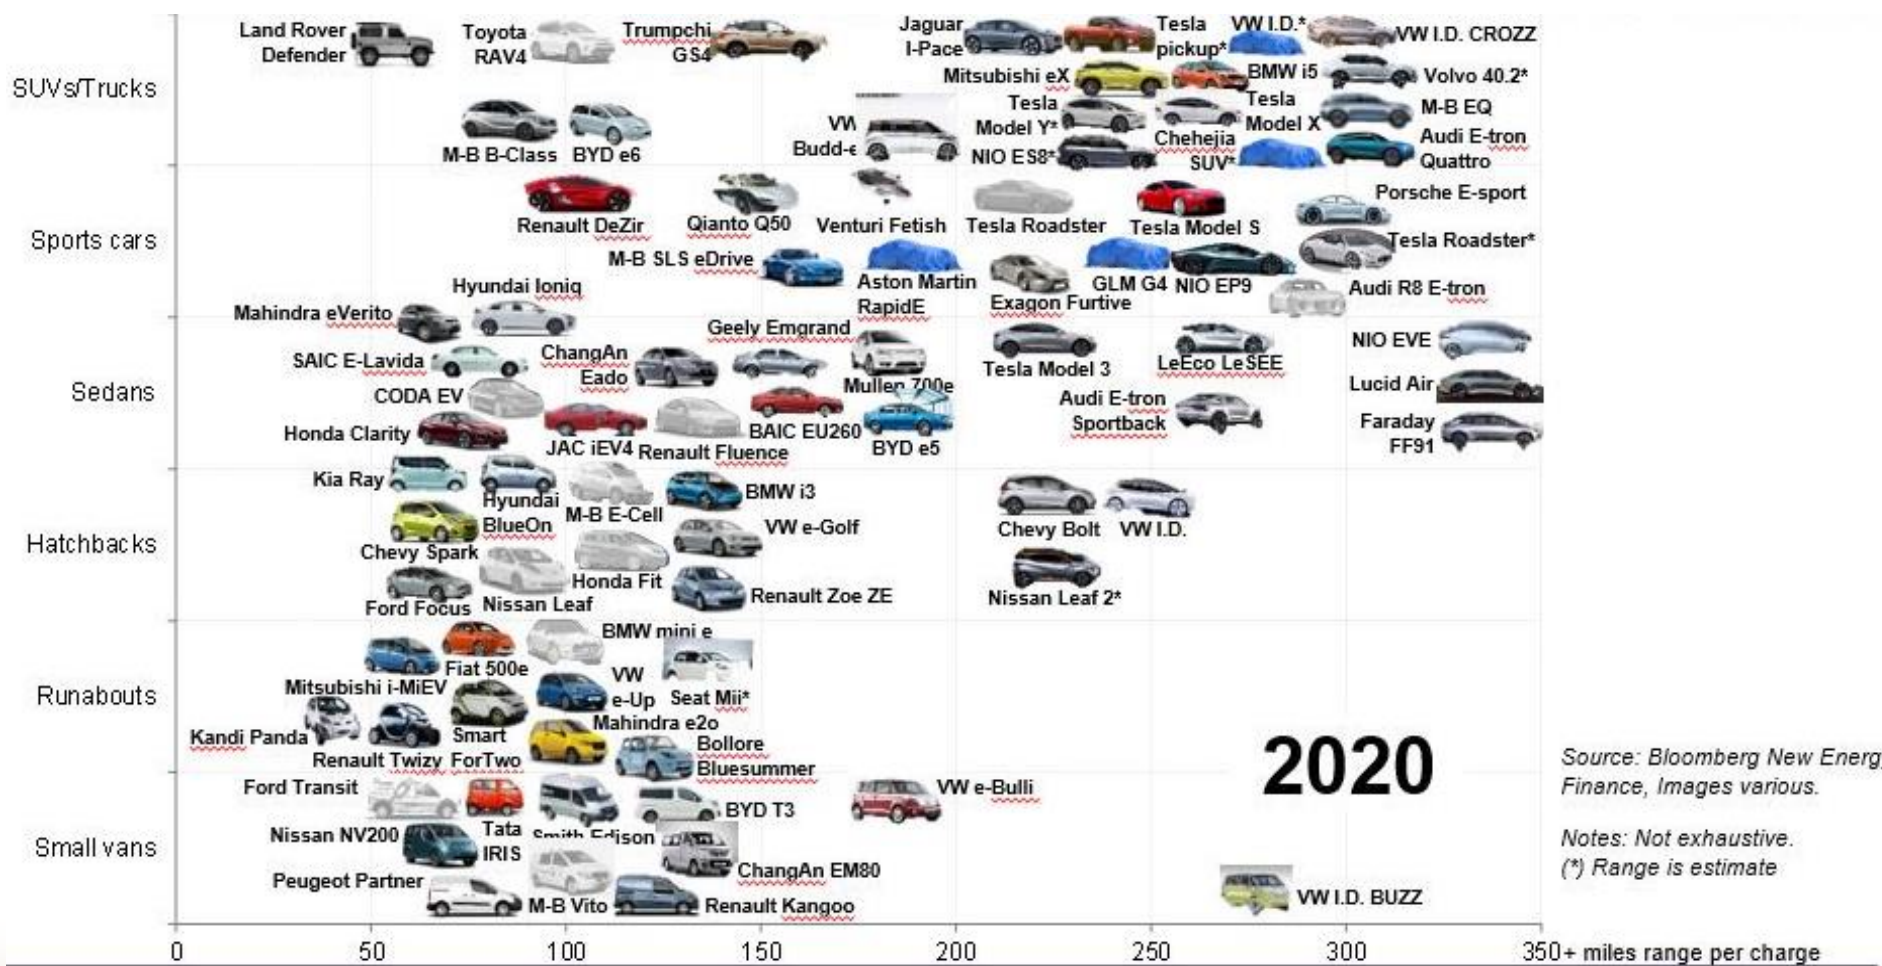 Land Rover
Defender
Toyota
RAV4
Trumpchi
GS4
Jaguar
I-Pace
Tesla
pickup*
VW I.D.*
VW I.D. CROZZ
SUVs/Trucks
Mitsubishi eX
BMW i5
Volvo 40.2*
Tesla
Model Y*
Tesla
Model X
M-B EQ
M-B B-Class
BYD e6
VW
Budd-e
NIO ES8*
Chehejia
SUV*
Audi E-tron
Quattro
Sports cars
Renault DeZir
Qianto Q50
Venturi Fetish
Tesla Roadster
Tesla Model S
Porsche E-sport
M-B SLS eDrive
Aston Martin
RapidE
Exagon Furtive
GLM G4
NIO EP9
Tesla Roadster*
Audi R8 E-tron
Hyundai Ioniq
Mahindra eVerito
Sedans
SAIC E-Lavida
ChangAn
Eado
Geely Emgrand
Mullen 700e
Tesla Model 3
LeEco LeSEE
NIO EVE
CODA EV
Lucid Air
Honda Clarity
JAC iEV4
Renault Fluence
BAIC EU260
BYD e5
Audi E-tron
Sportback
Faraday
FF91
Hatchbacks
Kia Ray
Hyundai
BlueOn
M-B E-Cell
BMW i3
Chevy Bolt
VW I.D.
Chevy Spark
VW e-Golf
Ford Focus
Nissan Leaf
Honda Fit
Renault Zoe ZE
Nissan Leaf 2*
Runabouts
Fiat 500e
BMW mini e
Mitsubishi i-MiEV
VW
e-Up
Seat Mii*
Kandi Panda
Renault Twizy
Smart
ForTwo
Mahindra e2o
Bollore
Bluesummer
2020
Small vans
Ford Transit
Tata
IRIS
Smith Edison
BYD T3
VW e-Bulli
Nissan NV200
ChangAn EM80
Peugeot Partner
M-B Vito
Renault Kangoo
VW I.D. BUZZ
0 50 100 150 200 250 300 350+ miles range per charge
Source: Bloomberg New Energ
Finance, Images various.
Notes: Not exhaustive.
(*) Range is estimate